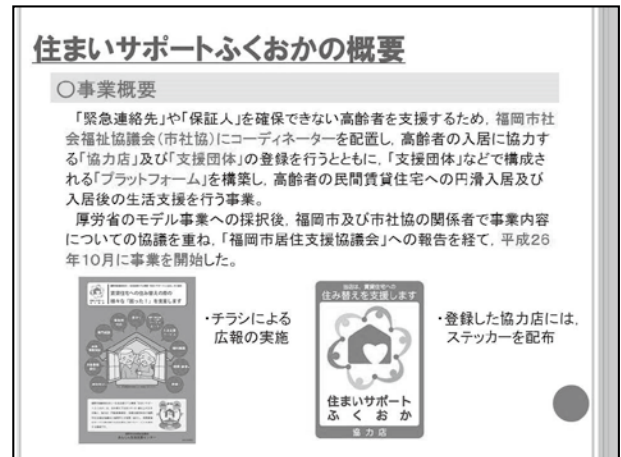 住まいサポートふくおかの概要
○事業概要
「緊急連絡先」や「保証人」を確保できない高齢者を支援するため，福岡市社
会福祉協議会（市社協）にコーディネーターを配置し，高齢者の入居に協力す
る「協力店」及び「支援団体」の登録を行うとともに，「支援団体」などで構成さ
れる「プラットフォーム」を構築し，高齢者の民間賃貸住宅への円滑入居及び
入居後の生活支援を行う事業。
厚労省のモデル事業への採択後，福岡市及び市社協の関係者で事業内容
についての協議を重ね，「福岡市居住支援協議会」への報告を経て，平成26
年10月に事業を開始した。
・チラシによる
広報の実施
当店は、賃貸住宅への
住み替えを支援します
住まいサポート
ふくおか
協力店
・登録した協力店には，
ステッカーを配布